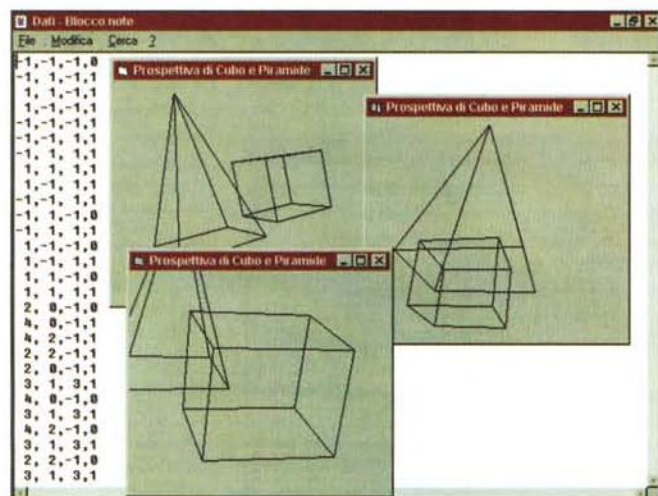 Dati - Blocco note
File Modifica Cerca ?
-1,-1,-1,0
-1, 1,-1,1
1, 1,-1,1
1,-1,-1,1
-1,-1,-1,1
-1,-1, 1,1
-1, 1, 1,1
1, 1, 1,1
1,-1, 1,1
-1,-1, 1,1
-1, 1,-1,0
-1, 1, 1,1
1,-1,-1,0
1,-1, 1,1
1, 1,-1,0
1, 1, 1,1
2, 0,-1,0
4, 0,-1,1
4, 2,-1,1
2, 2,-1,1
2, 0,-1,1
3, 1, 3,1
4, 0,-1,0
3, 1, 3,1
4, 2,-1,0
3, 1, 3,1
2, 2,-1,0
3, 1, 3,1
Prospettiva di Cubo e Piramide
Prospettiva di Cubo e Piramide
Prospettiva di Cubo e Piramide